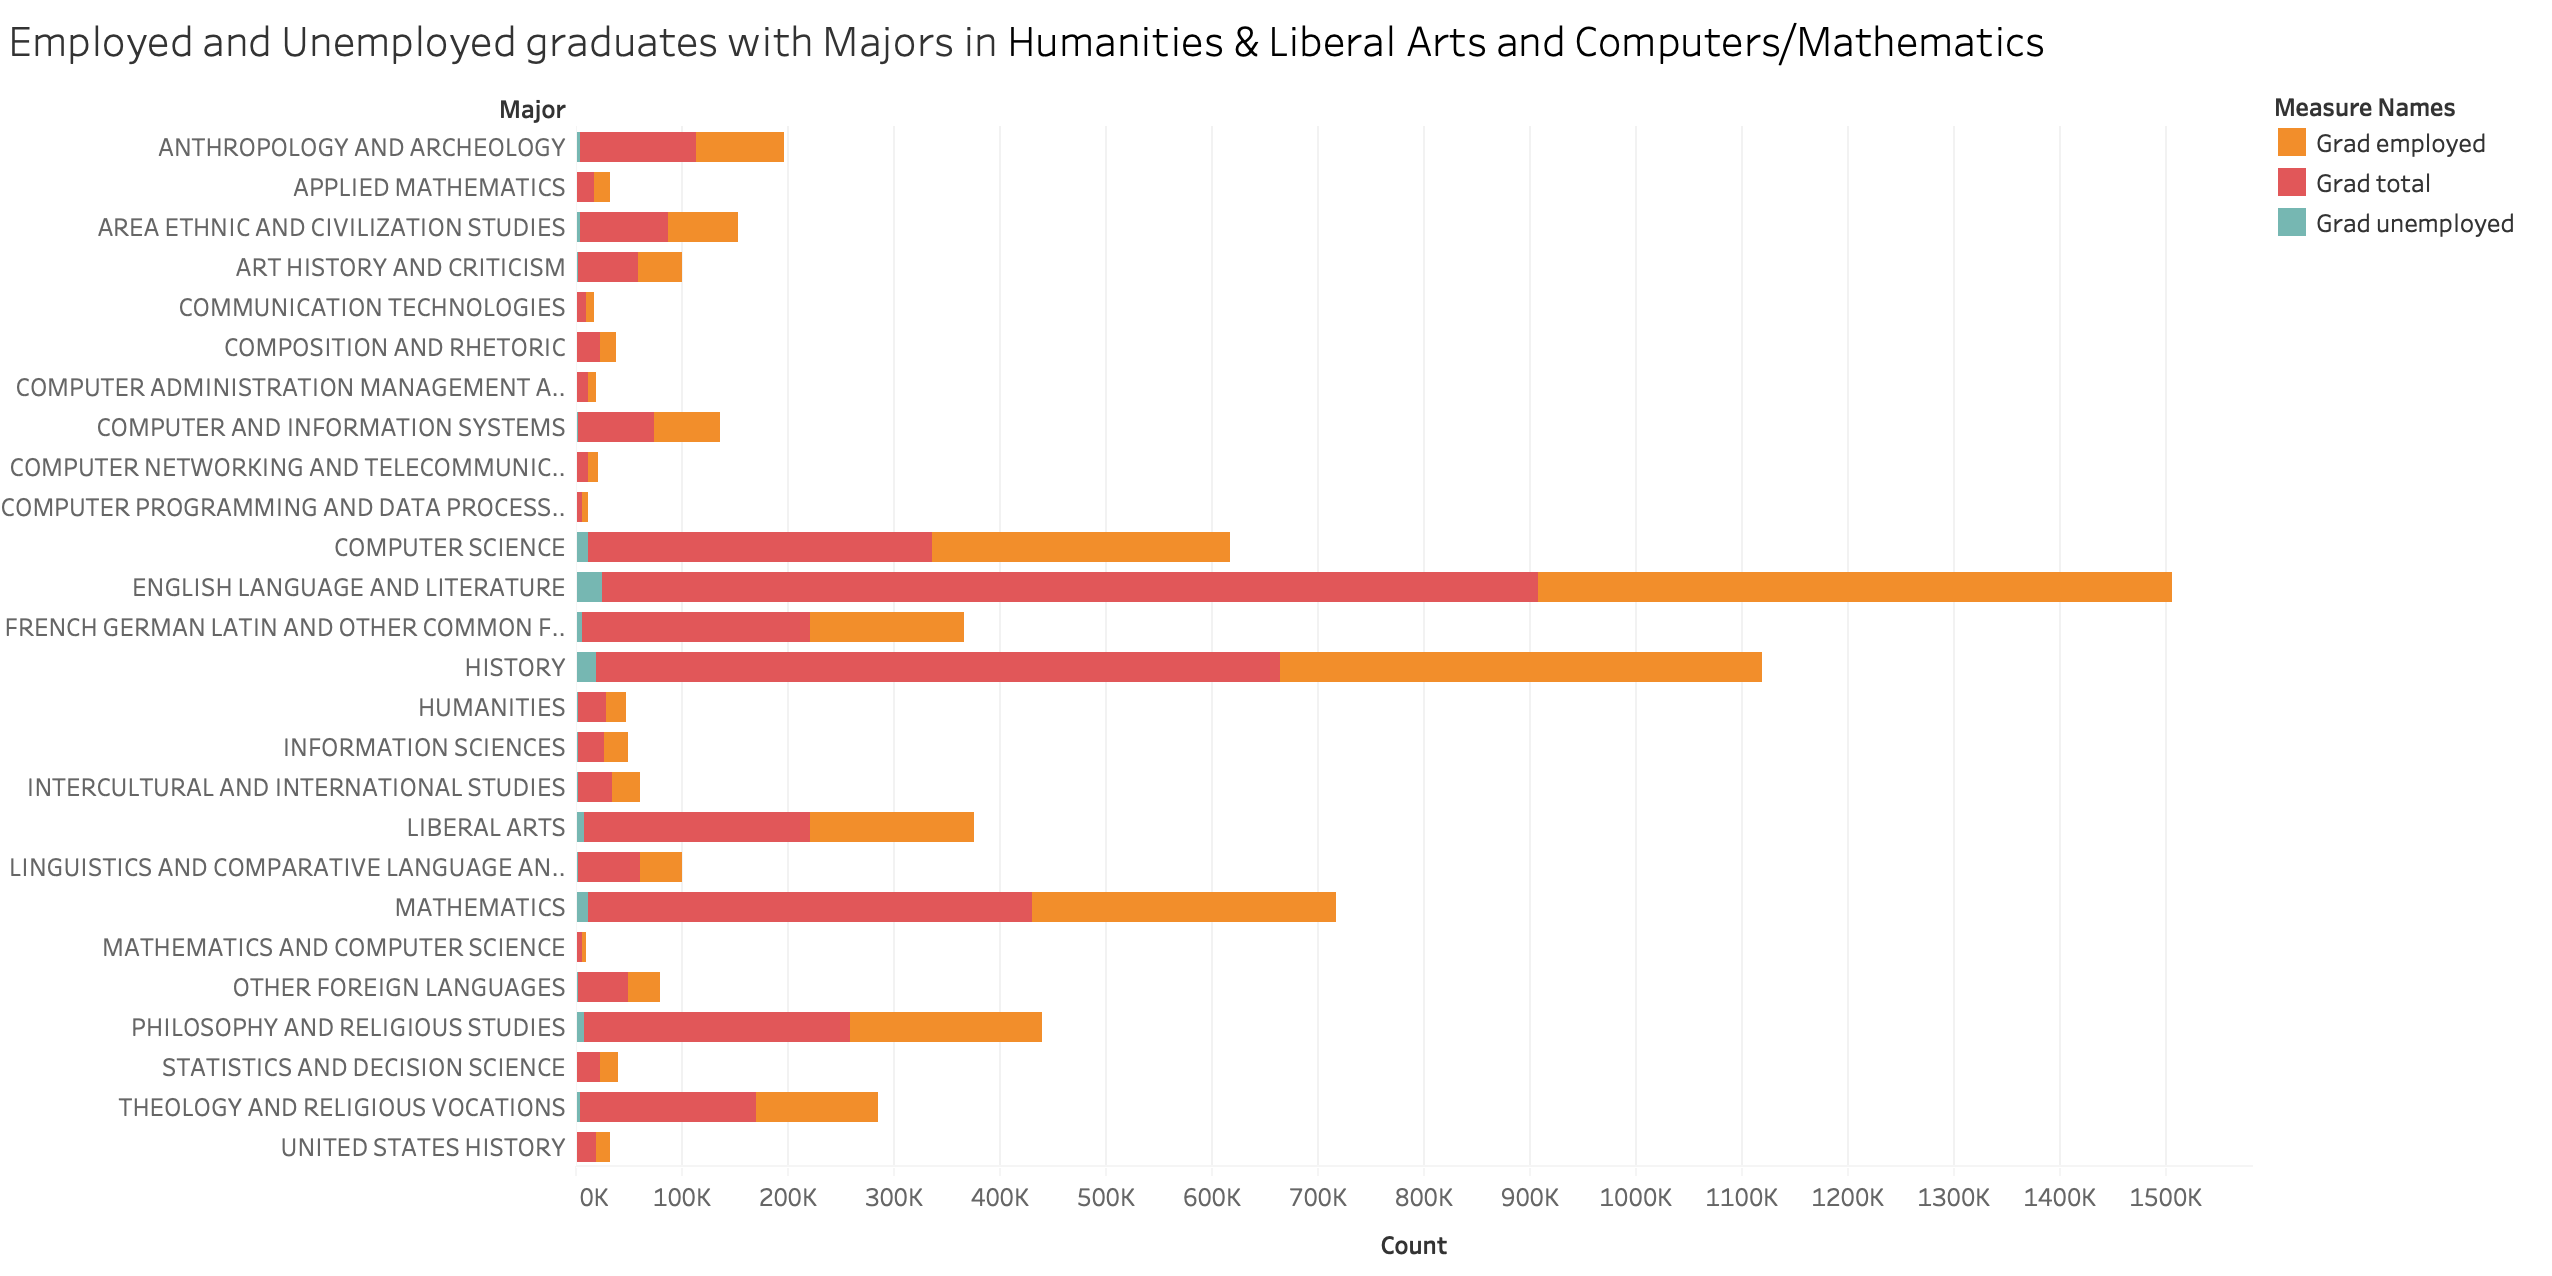 Employed and Unemployed graduates with Majors in Humanities & Liberal Arts and Computers/Mathematics
Major
ANTHROPOLOGY AND ARCHEOLOGY
APPLIED MATHEMATICS
AREA ETHNIC AND CIVILIZATION STUDIES
ART HISTORY AND CRITICISM
COMMUNICATION TECHNOLOGIES
COMPOSITION AND RHETORIC
COMPUTER ADMINISTRATION MANAGEMENT A..
COMPUTER AND INFORMATION SYSTEMS
COMPUTER NETWORKING AND TELECOMMUNIC..
COMPUTER PROGRAMMING AND DATA PROCESS..
COMPUTER SCIENCE
ENGLISH LANGUAGE AND LITERATURE
FRENCH GERMAN LATIN AND OTHER COMMON F..
HISTORY
HUMANITIES
INFORMATION SCIENCES
INTERCULTURAL AND INTERNATIONAL STUDIES
LIBERAL ARTS
LINGUISTICS AND COMPARATIVE LANGUAGE AN..
MATHEMATICS
MATHEMATICS AND COMPUTER SCIENCE
OTHER FOREIGN LANGUAGES
PHILOSOPHY AND RELIGIOUS STUDIES
STATISTICS AND DECISION SCIENCE
THEOLOGY AND RELIGIOUS VOCATIONS
UNITED STATES HISTORY
0K 100K 200K 300K 400K 500K 600K 700K 800K 900K 1000K 1100K 1200K 1300K 1400K 1500K
Count
Measure Names
Grad employed
Grad total
Grad unemployed